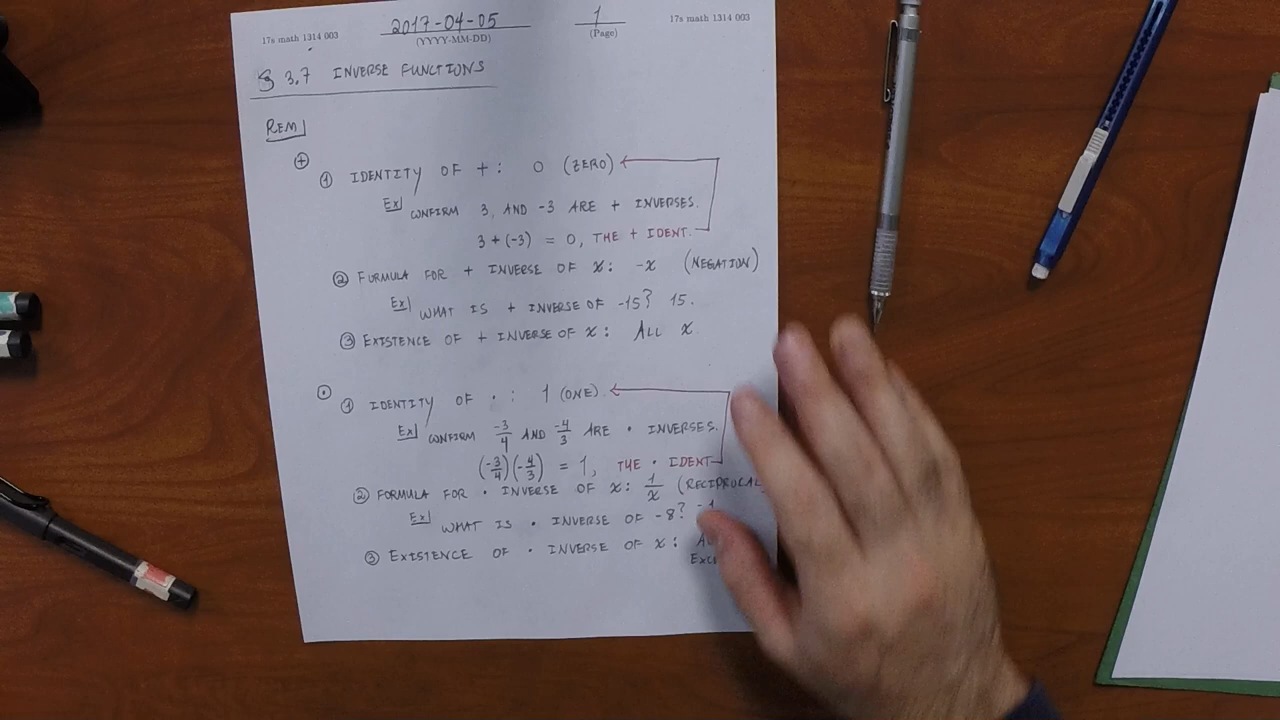 17s math 1314 003
2017-04-05
(YYYY-MM-DD)
1
(Page)
17s math 1314 003
§ 3.7 INVERSE FUNCTIONS
REM
⊕
① IDENTITY OF +: 0 (ZERO)
Ex CONFIRM 3, AND -3 ARE + INVERSES.
3 + (-3) = 0, THE + IDENT.
② FORMULA FOR + INVERSE OF x: -x (NEGATION)
Ex WHAT IS + INVERSE OF -15? 15.
③ EXISTENCE OF + INVERSE OF x: ALL x
⊙
① IDENTITY OF · : 1 (ONE).
Ex CONFIRM -3/4 AND -4/3 ARE · INVERSES.
(-3/4)(-4/3) = 1, THE · IDENT
② FORMULA FOR · INVERSE OF x: 1/x (RECIPROCAL
Ex WHAT IS · INVERSE OF -8?
③ EXISTENCE OF · INVERSE OF x: